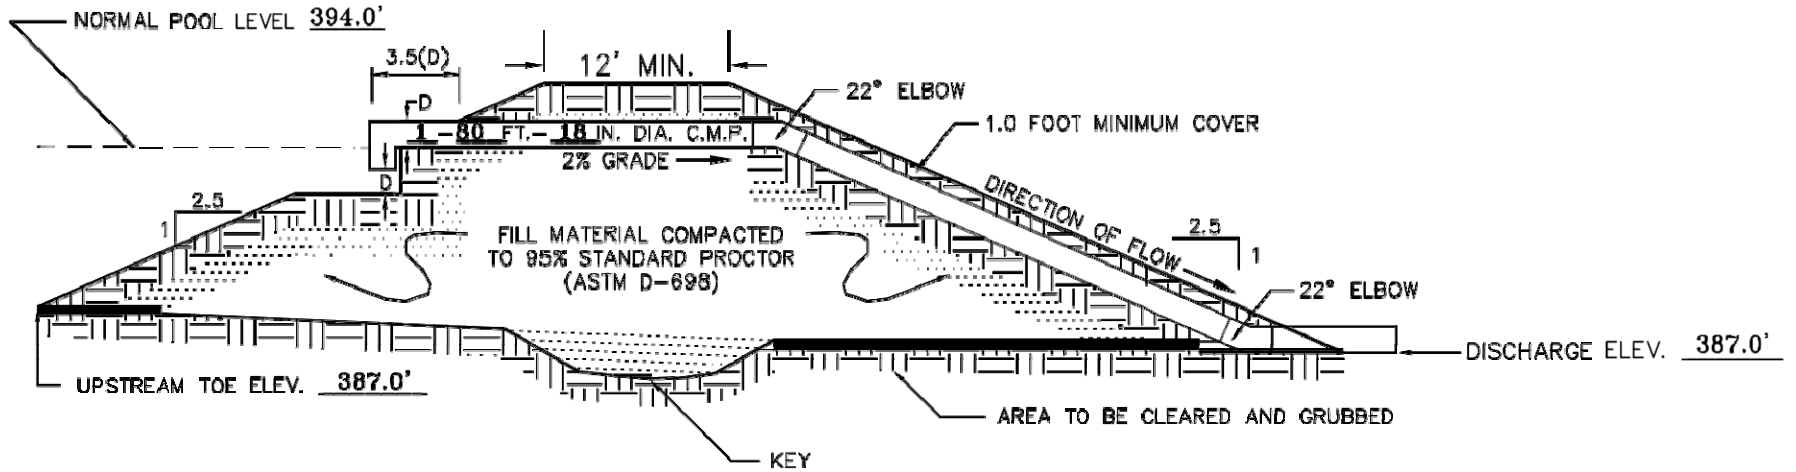 NORMAL POOL LEVEL 394.0'
3.5(D)
12' MIN.
22° ELBOW
D
1 -80 FT.- 18 IN. DIA. C.M.P.
1.0 FOOT MINIMUM COVER
2% GRADE
D
DIRECTION OF FLOW
2.5
1
2.5
1
FILL MATERIAL COMPACTED
TO 95% STANDARD PROCTOR
(ASTM D-698)
22° ELBOW
DISCHARGE ELEV. 387.0'
UPSTREAM TOE ELEV. 387.0'
AREA TO BE CLEARED AND GRUBBED
KEY